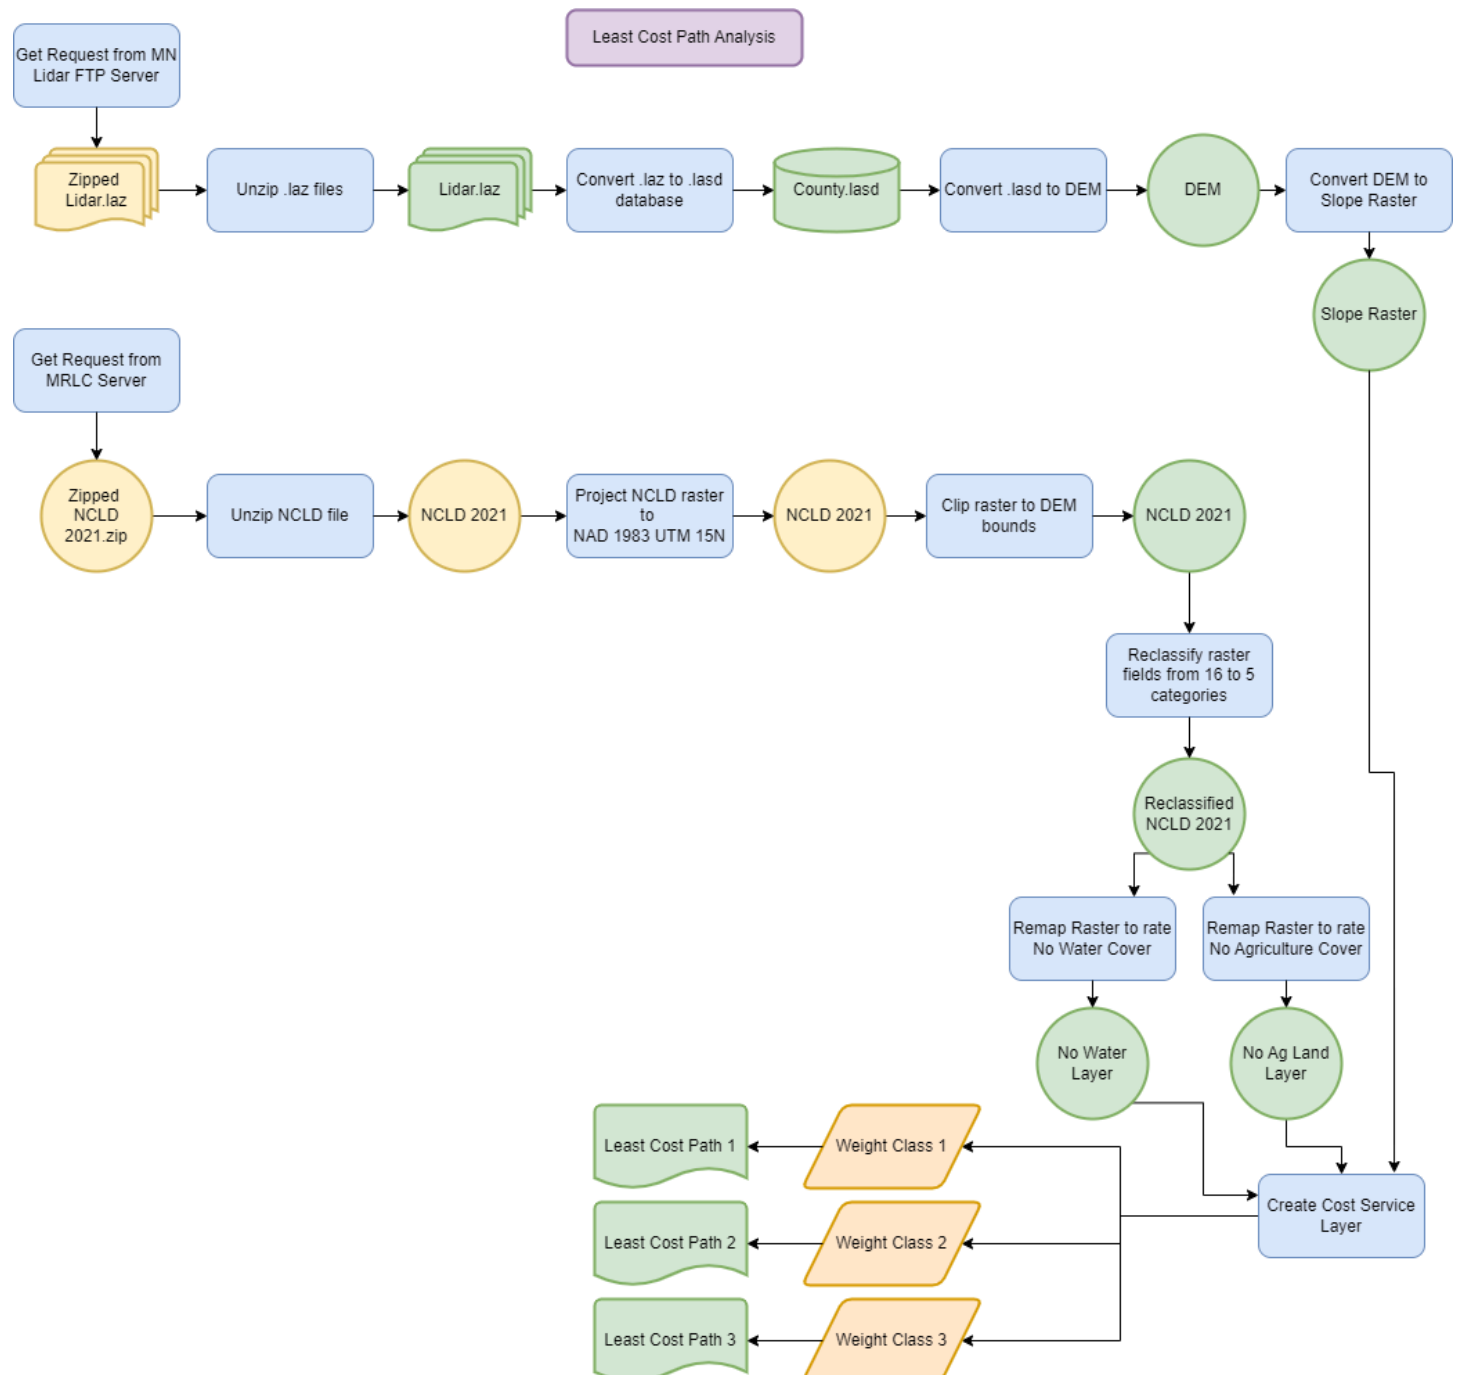 Least Cost Path Analysis
Get Request from MN
Lidar FTP Server
Zipped
Lidar.laz
Unzip .laz files
Lidar.laz
Convert .laz to .lasd
database
County.lasd
Convert .lasd to DEM
DEM
Convert DEM to
Slope Raster
Slope Raster
Get Request from
MRLC Server
Zipped
NCLD
2021.zip
Unzip NCLD file
NCLD 2021
Project NCLD raster
to
NAD 1983 UTM 15N
NCLD 2021
Clip raster to DEM
bounds
NCLD 2021
Reclassify raster
fields from 16 to 5
categories
Reclassified
NCLD 2021
Remap Raster to rate
No Water Cover
Remap Raster to rate
No Agriculture Cover
No Water
Layer
No Ag Land
Layer
Create Cost Service
Layer
Weight Class 1
Least Cost Path 1
Weight Class 2
Least Cost Path 2
Weight Class 3
Least Cost Path 3